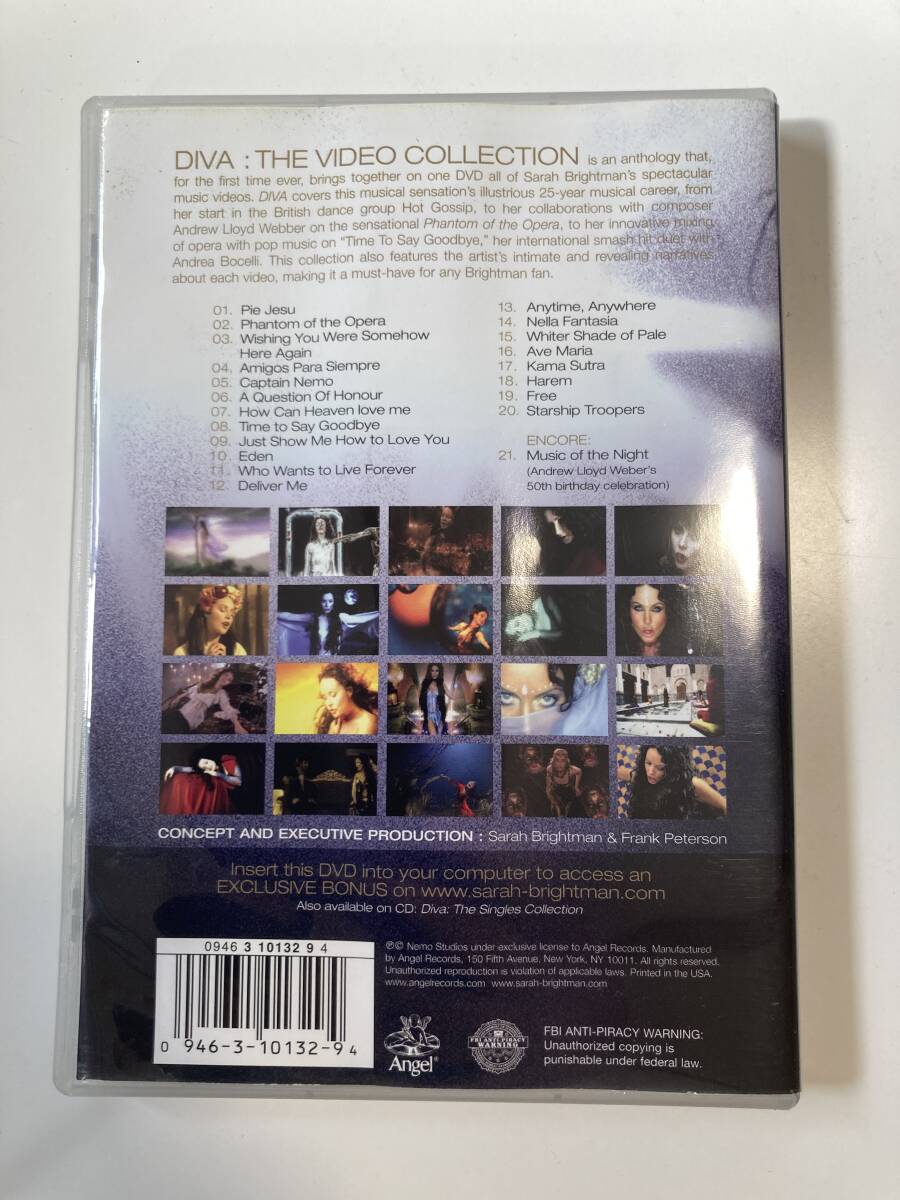 DIVA : THE VIDEO COLLECTION is an anthology that,
for the first time ever, brings together on one DVD all of Sarah Brightman's spectacular
music videos. DIVA covers this musical sensation's illustrious 25-year musical career, from
her start in the British dance group Hot Gossip, to her collaborations with composer
Andrew Lloyd Webber on the sensational Phantom of the Opera, to her innovative mixing
of opera with pop music on "Time To Say Goodbye," her international smash hit duet with
Andrea Bocelli. This collection also features the artist's intimate and revealing narratives
about each video, making it a must-have for any Brightman fan.
01. Pie Jesu
02. Phantom of the Opera
03. Wishing You Were Somehow
Here Again
04. Amigos Para Siempre
05. Captain Nemo
06. A Question Of Honour
07. How Can Heaven love me
08. Time to Say Goodbye
09. Just Show Me How to Love You
10. Eden
11. Who Wants to Live Forever
12. Deliver Me
13. Anytime, Anywhere
14. Nella Fantasia
15. Whiter Shade of Pale
16. Ave Maria
17. Kama Sutra
18. Harem
19. Free
20. Starship Troopers
ENCORE:
21. Music of the Night
(Andrew Lloyd Weber's
50th birthday celebration)
CONCEPT AND EXECUTIVE PRODUCTION : Sarah Brightman & Frank Peterson
Insert this DVD into your computer to access an
EXCLUSIVE BONUS on www.sarah-brightman.com
Also available on CD: Diva: The Singles Collection
0946 3 10132 9 4
0 946-3-10132-9 4
℗© Nemo Studios under exclusive license to Angel Records. Manufactured
by Angel Records, 150 Fifth Avenue, New York, NY 10011. All rights reserved.
Unauthorized reproduction is violation of applicable laws. Printed in the USA.
www.angelrecords.com www.sarah-brightman.com
Angel®
FBI ANTI-PIRACY
WARNING
FBI ANTI-PIRACY WARNING:
Unauthorized copying is
punishable under federal law.